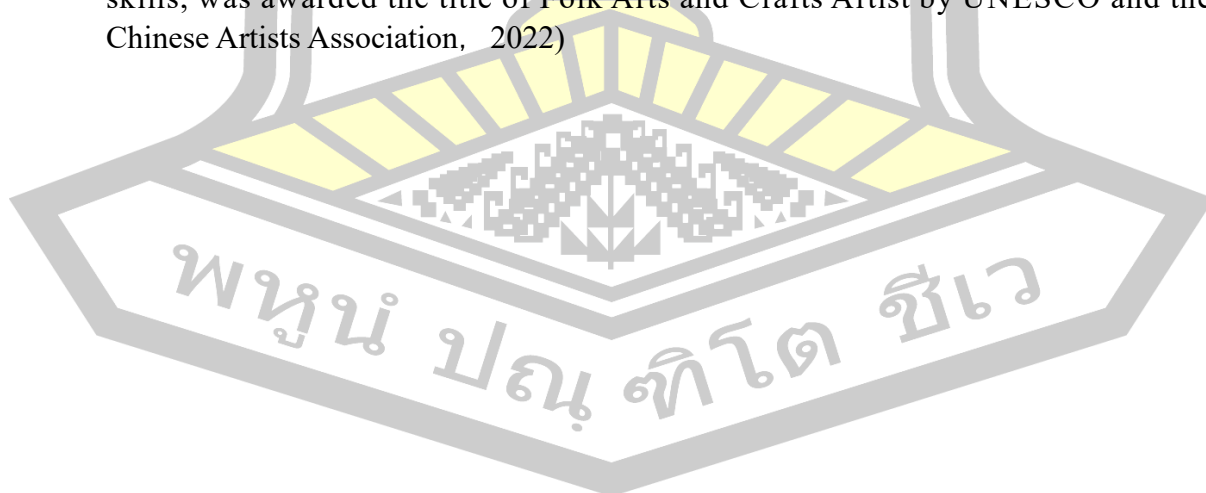 skills, was awarded the title of Folk Arts and Crafts Artist by UNESCO and the
Chinese Artists Association, 2022)
พหูนํ ปณฺฑิโต ชีเว